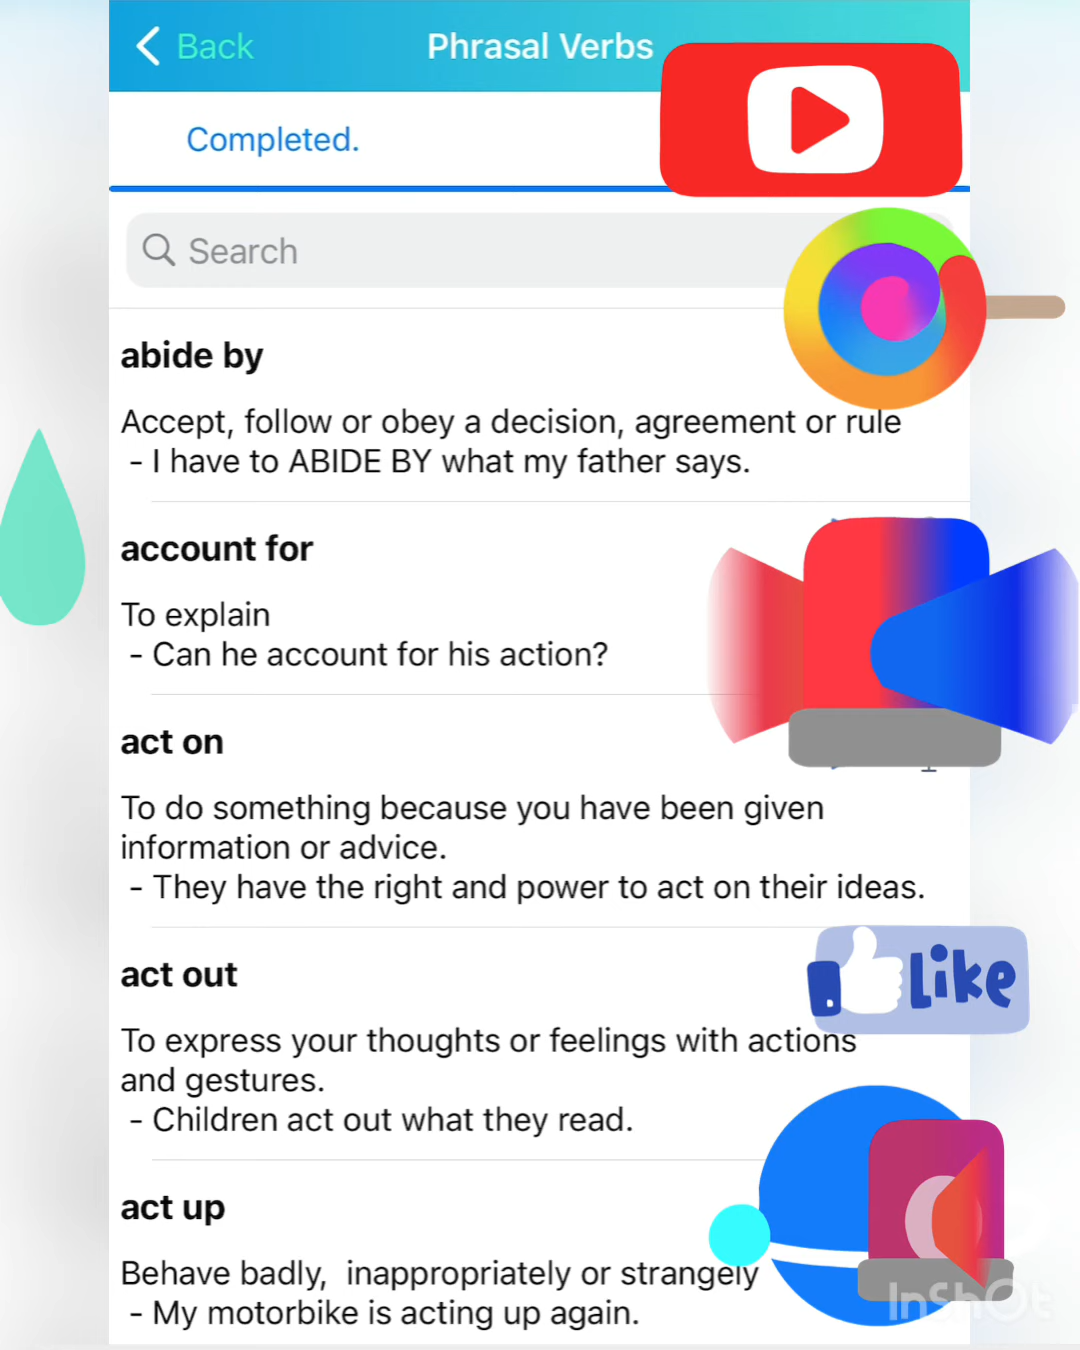 Back
Phrasal Verbs
Completed.
Search
abide by
Accept, follow or obey a decision, agreement or rule
- I have to ABIDE BY what my father says.
account for
To explain
- Can he account for his action?
act on
To do something because you have been given
information or advice.
- They have the right and power to act on their ideas.
Like
act out
To express your thoughts or feelings with actions
and gestures.
- Children act out what they read.
act up
Behave badly,  inappropriately or strangely
- My motorbike is acting up again.
InShOt